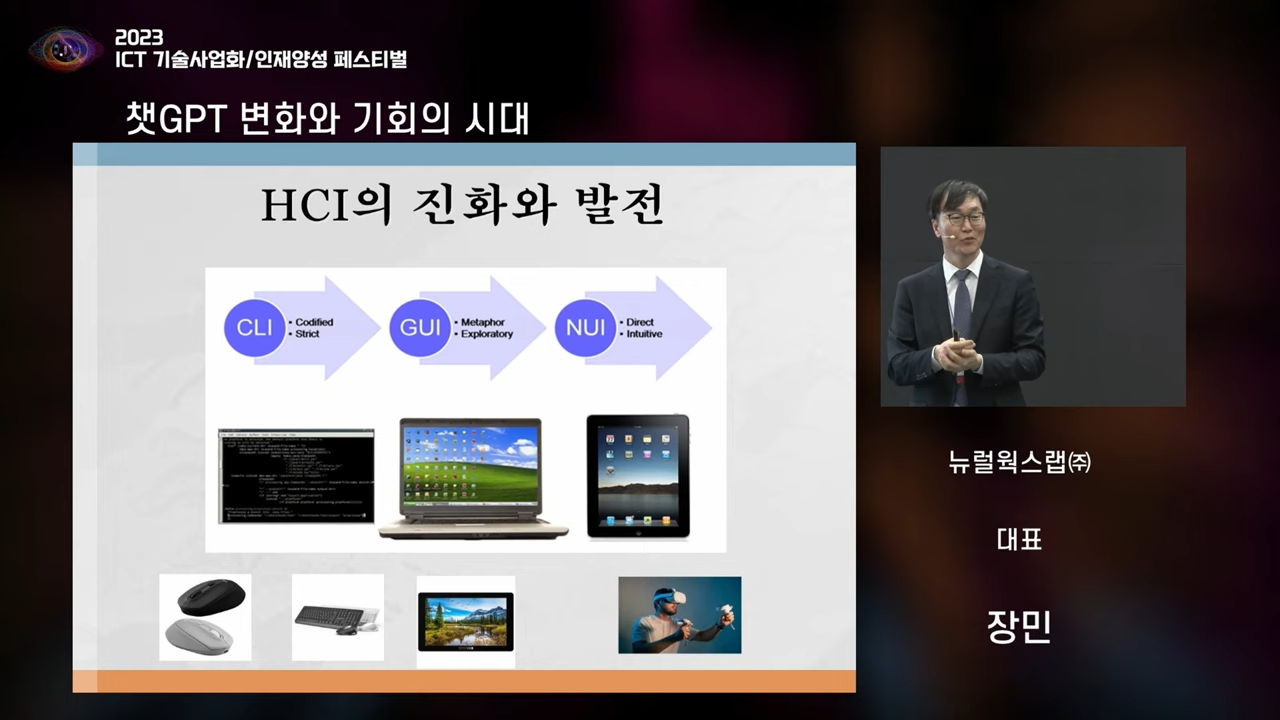 2023
ICT 기술사업화/인재양성 페스티벌
챗GPT 변화와 기회의 시대
HCI의 진화와 발전
CLI
• Codified
• Strict
GUI
• Metaphor
• Exploratory
NUI
• Direct
• Intuitive
뉴럴웍스랩㈜
대표
장민